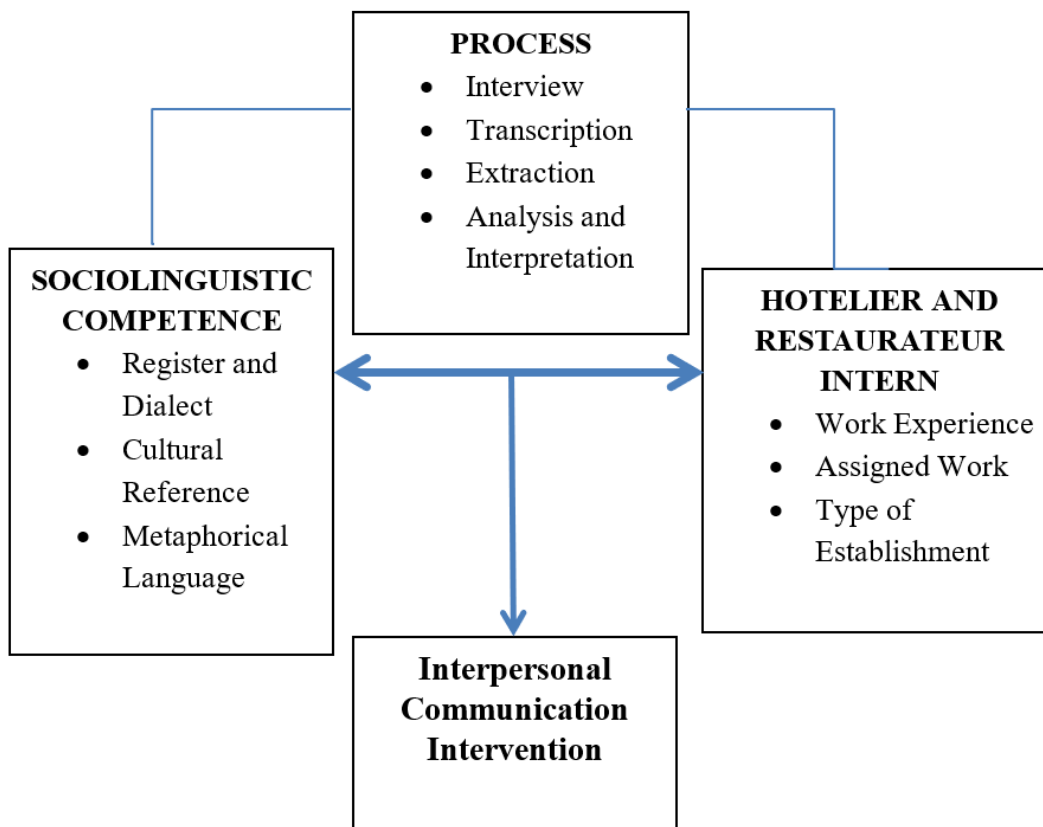 PROCESS
• Interview
• Transcription
• Extraction
• Analysis and
Interpretation
SOCIOLINGUISTIC
COMPETENCE
• Register and
Dialect
• Cultural
Reference
• Metaphorical
Language
HOTELIER AND
RESTAURATEUR
INTERN
• Work Experience
• Assigned Work
• Type of
Establishment
Interpersonal
Communication
Intervention